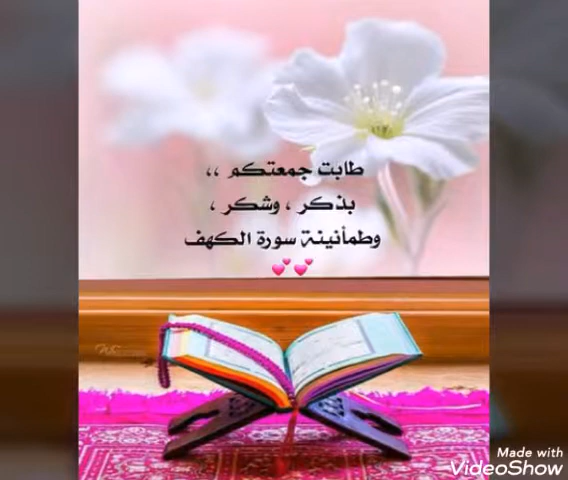 طابت جمعتكم ،،
بذكر ، وشكر ،
وطمأنينة سورة الكهف
💕💕
Made with
VideoShow